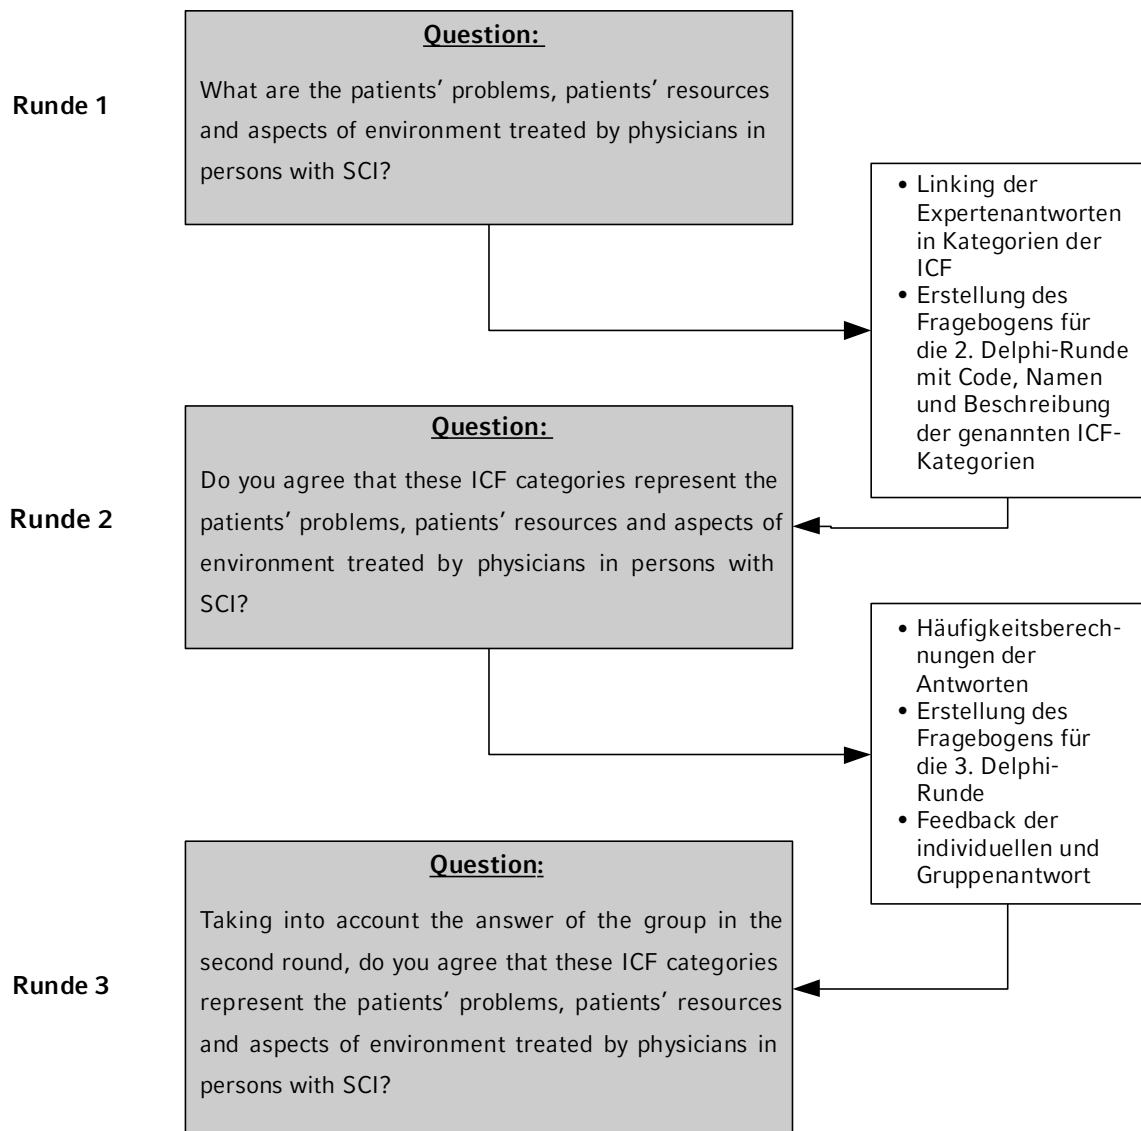 Question:
Runde 1
What are the patients’ problems, patients’ resources
and aspects of environment treated by physicians in
persons with SCI?
• Linking der
Expertenantworten
in Kategorien der
ICF
• Erstellung des
Fragebogens für
die 2. Delphi-Runde
mit Code, Namen
und Beschreibung
der genannten ICF-
Kategorien
Question:
Runde 2
Do you agree that these ICF categories represent the
patients’ problems, patients’ resources and aspects of
environment treated by physicians in persons with
SCI?
• Häufigkeitsberech-
nungen der
Antworten
• Erstellung des
Fragebogens für
die 3. Delphi-
Runde
• Feedback der
individuellen und
Gruppenantwort
Question:
Runde 3
Taking into account the answer of the group in the
second round, do you agree that these ICF categories
represent the patients’ problems, patients’ resources
and aspects of environment treated by physicians in
persons with SCI?